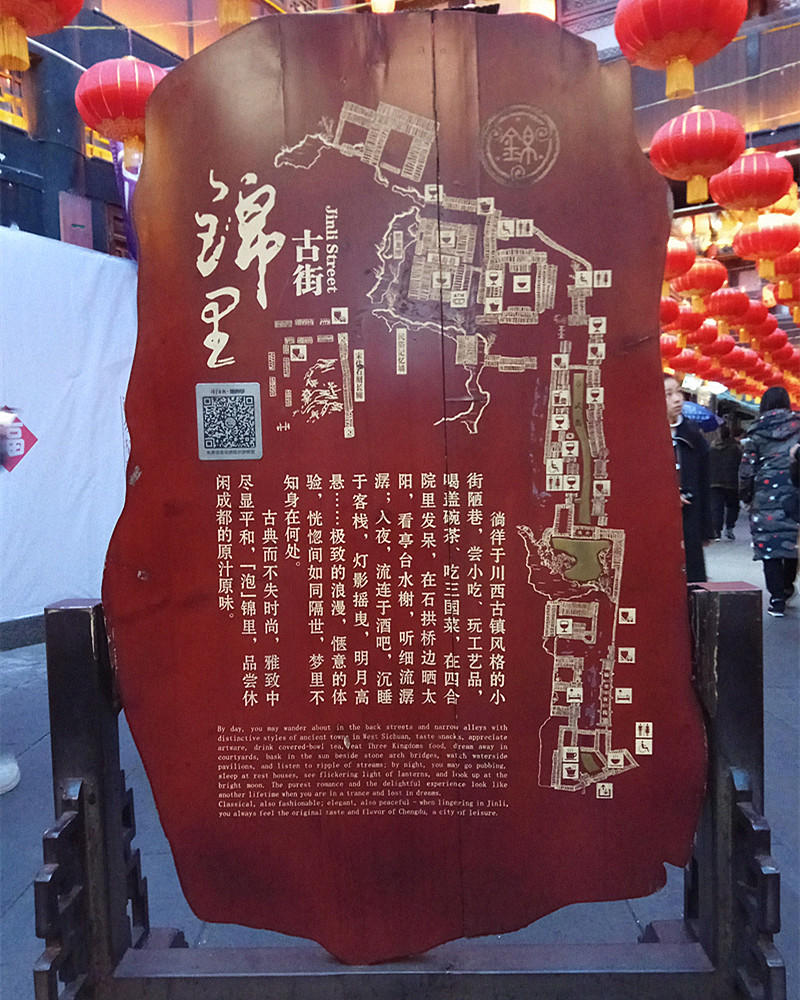 錦里
古街
Jinli Street
錦
徜徉于川西古镇风格的小
街陋巷，尝小吃、玩工艺品，
喝盖碗茶、吃三国菜，在四合
院里发呆，在石拱桥边晒太
阳，看亭台水榭，听细流潺
潺；入夜，流连于酒吧，沉睡
于客栈，灯影摇曳，明月高
悬……极致的浪漫，惬意的体
验，恍惚间如同隔世，梦里不
知身在何处。
古典而不失时尚，雅致中
尽显平和，「泡」锦里，品尝休
闲成都的原汁原味。
By day, you may wander about in the back streets and narrow alleys with
distinctive styles of ancient towns in West Sichuan, taste snacks, appreciate
artware, drink covered-bowl tea, eat Three Kingdoms food, dream away in
courtyards, bask in the sun beside stone arch bridges, watch waterside
pavilions, and listen to ripple of streams; by night, you may go pubbing,
sleep at rest houses, see flickering light of lanterns, and look up at the
bright moon. The purest romance and the delightful experience look like
another lifetime when you are in a trance and lost in dreams.
Classical, also fashionable; elegant, also peaceful - when lingering in Jinli,
you always feel the original taste and flavor of Chengdu, a city of leisure.
福